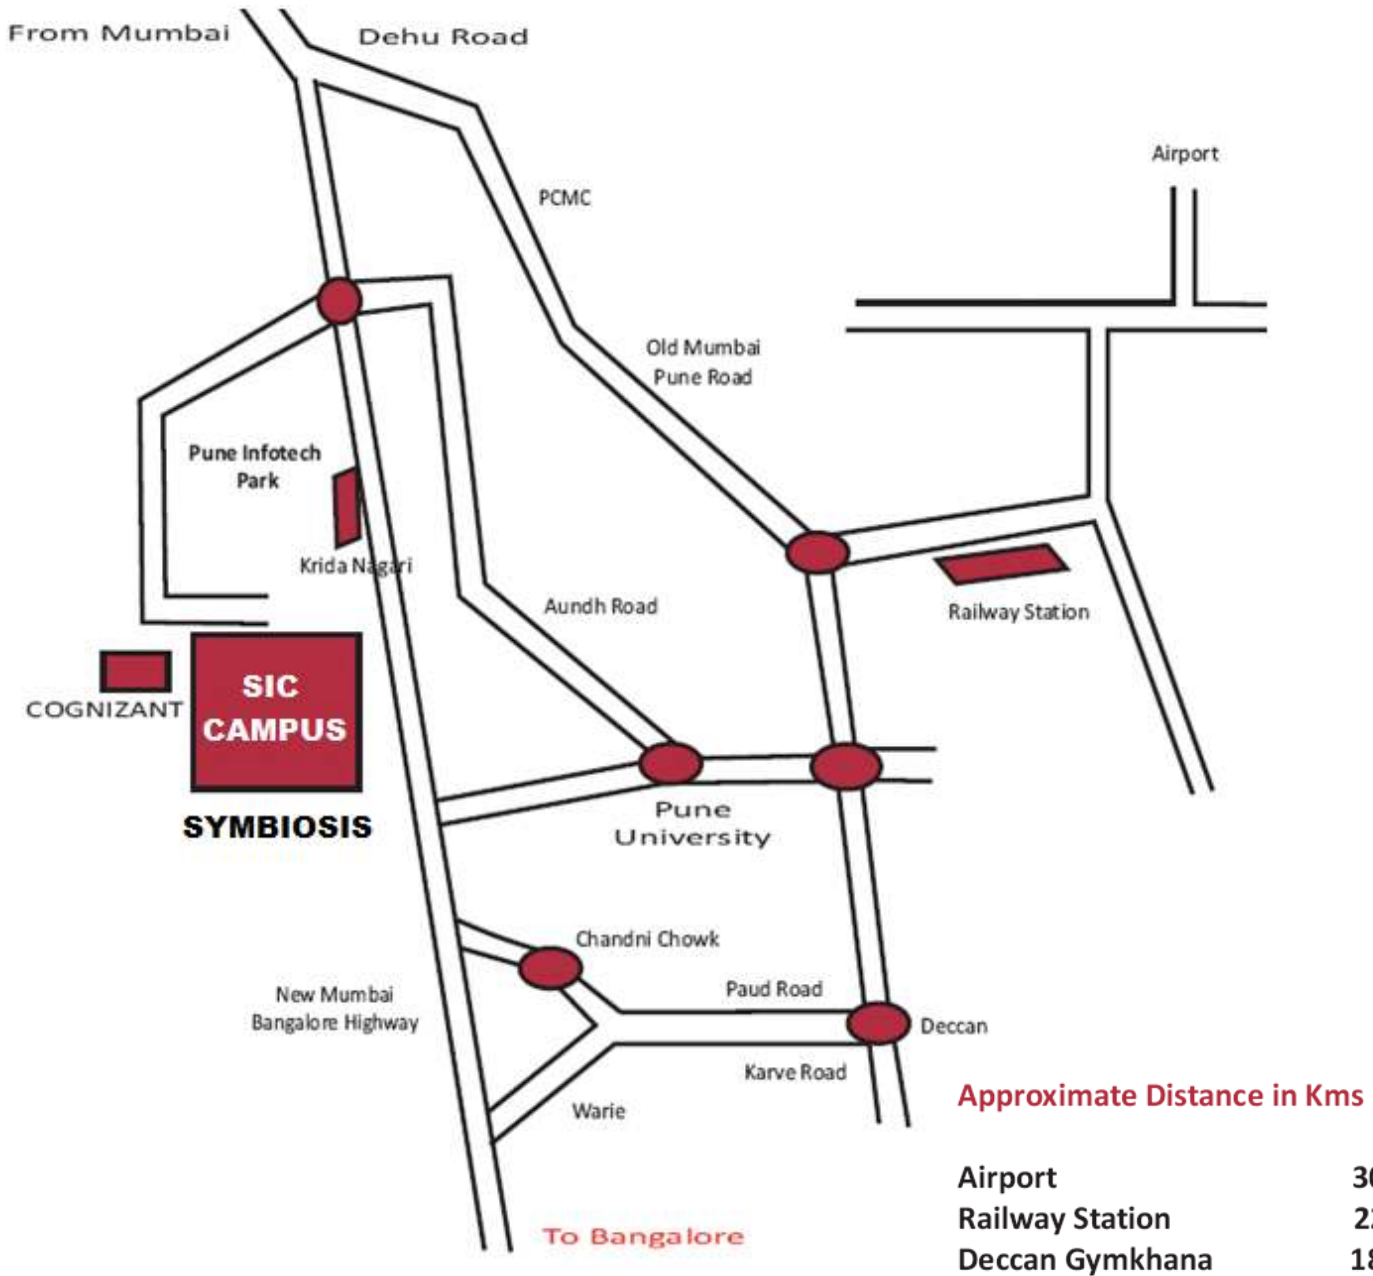 From Mumbai
Dehu Road
Airport
PCMC
Old Mumbai
Pune Road
Pune Infotech
Park
Krida Nagari
Aundh Road
Railway Station
COGNIZANT
SIC
CAMPUS
SYMBIOSIS
Pune
University
Chandni Chowk
New Mumbai
Bangalore Highway
Paud Road
Deccan
Karve Road
Warie
To Bangalore
Approximate Distance in Kms
Airport
Railway Station
Deccan Gymkhana 18